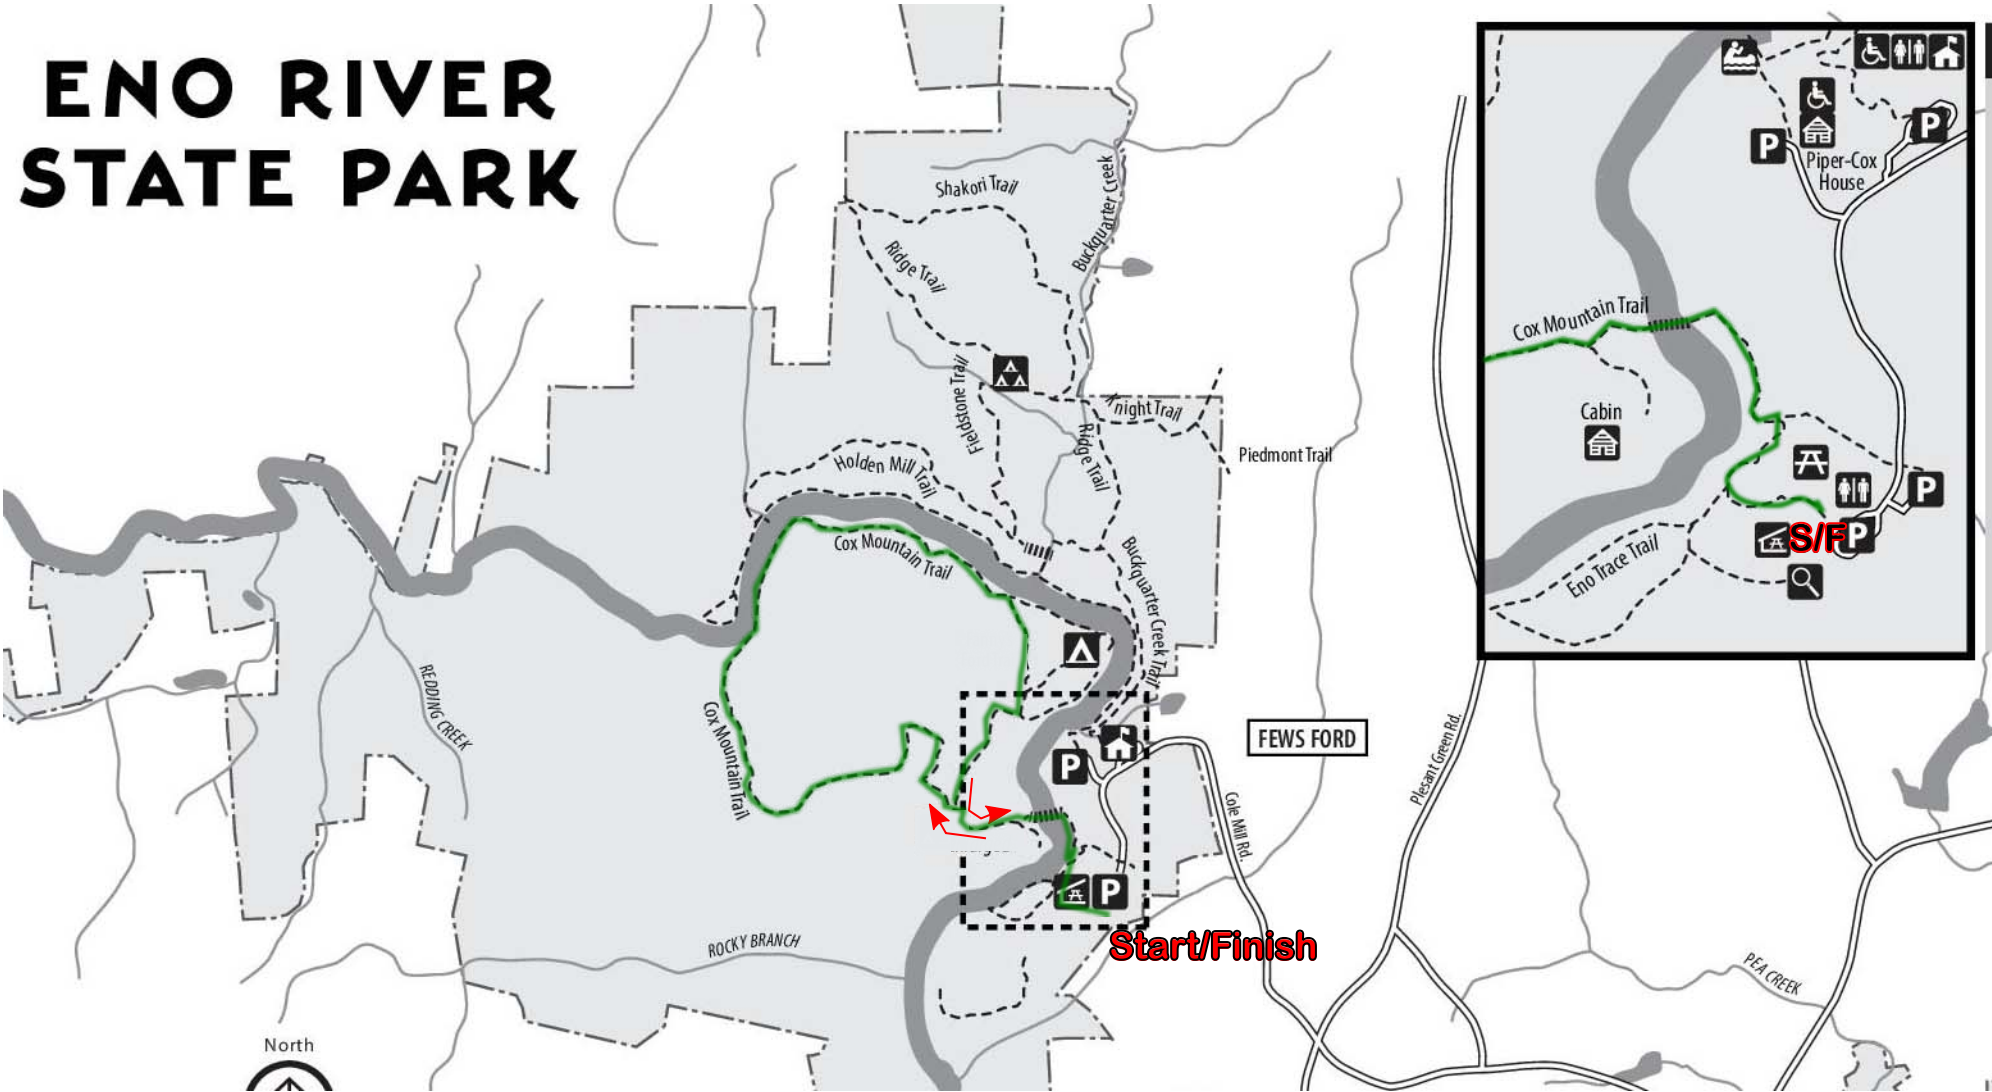 ENO RIVER
STATE PARK
Shakori Trail
Buckquarter Creek
Ridge Trail
Fieldstone Trail
Knight Trail
Ridge Trail
Piedmont Trail
Holden Mill Trail
Cox Mountain Trail
Buckquarter Creek Trail
REDDING CREEK
Cox Mountain Trail
FEWS FORD
P
Cole Mill Rd.
Plesant Green Rd.
P
Start/Finish
ROCKY BRANCH
PEA CREEK
North
P
P
Piper-Cox
House
Cox Mountain Trail
Cabin
P
S/F
P
Eno Trace Trail